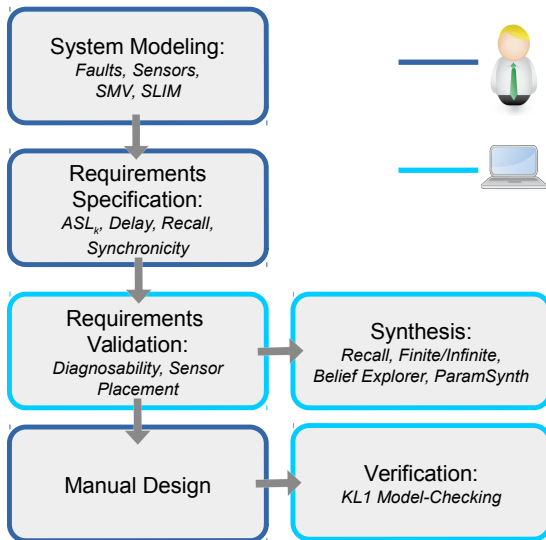 System Modeling:
Faults, Sensors,
SMV, SLIM
Requirements
Specification:
ASLₖ, Delay, Recall,
Synchronicity
Requirements
Validation:
Diagnosability, Sensor
Placement
Synthesis:
Recall, Finite/Infinite,
Belief Explorer, ParamSynth
Manual Design
Verification:
KL1 Model-Checking